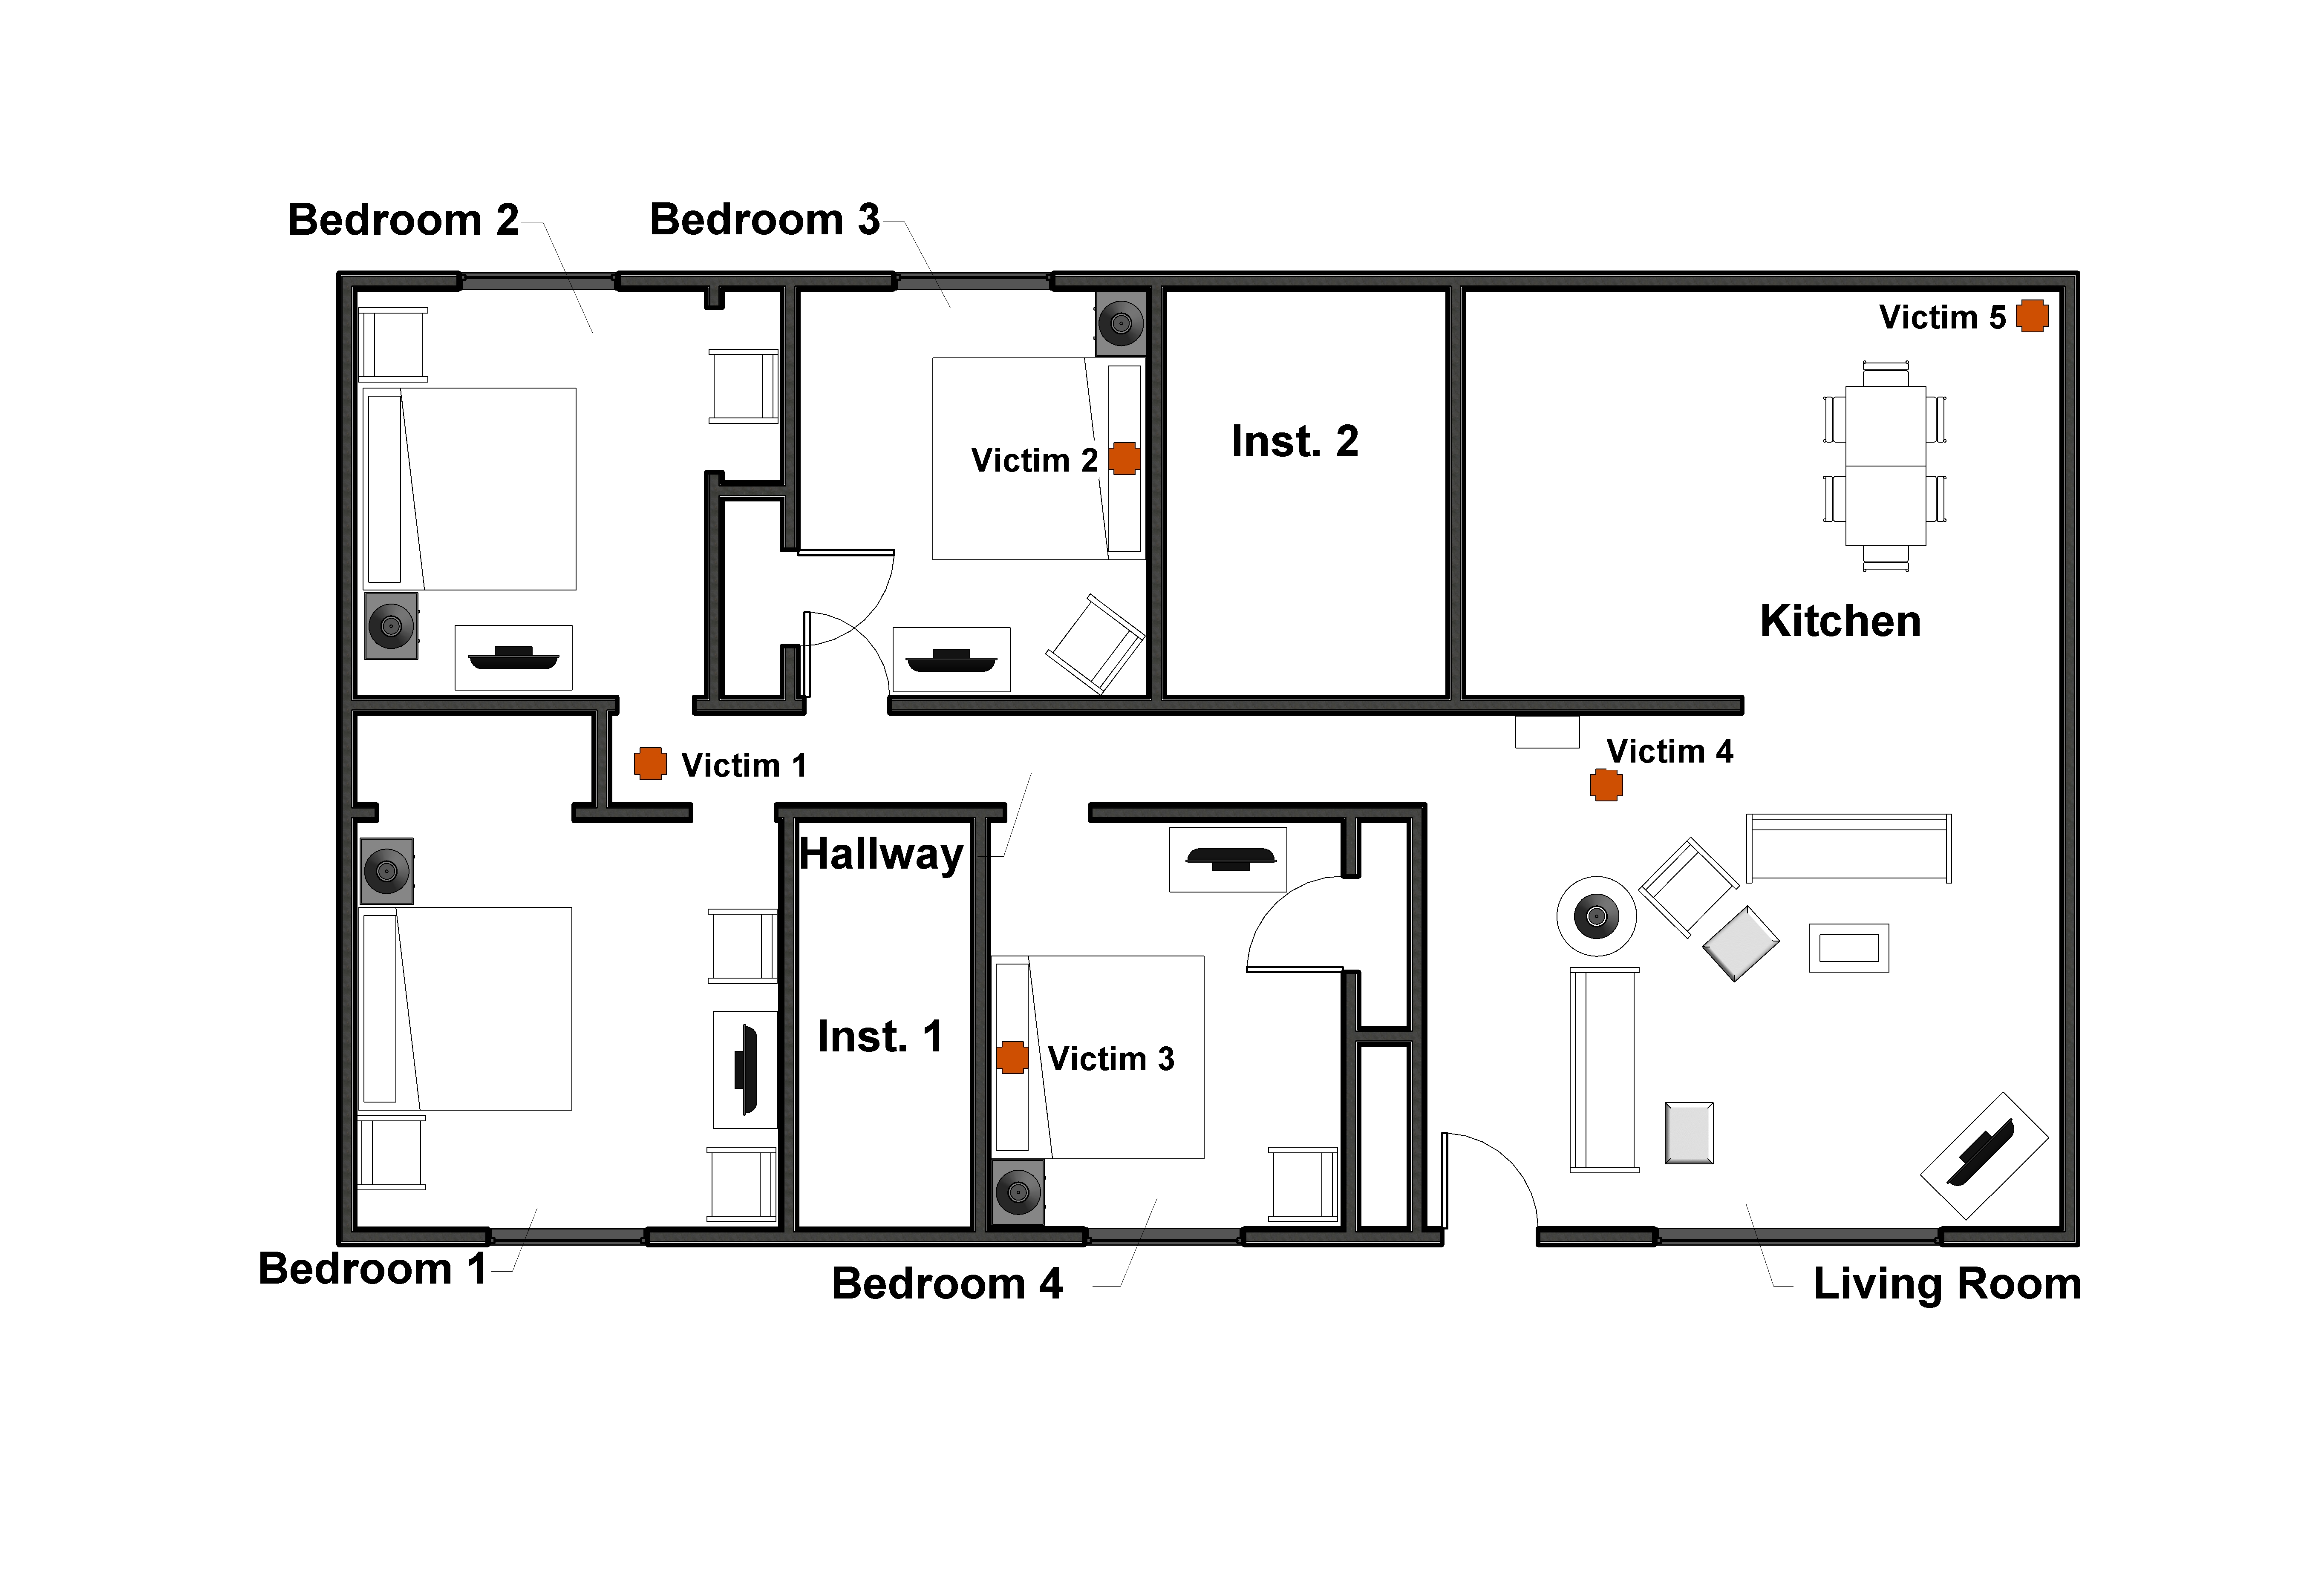 Bedroom 2
Bedroom 3
Victim 5
Inst. 2
Victim 2
Kitchen
Victim 4
Victim 1
Hallway
Inst. 1
Victim 3
Bedroom 1
Bedroom 4
Living Room